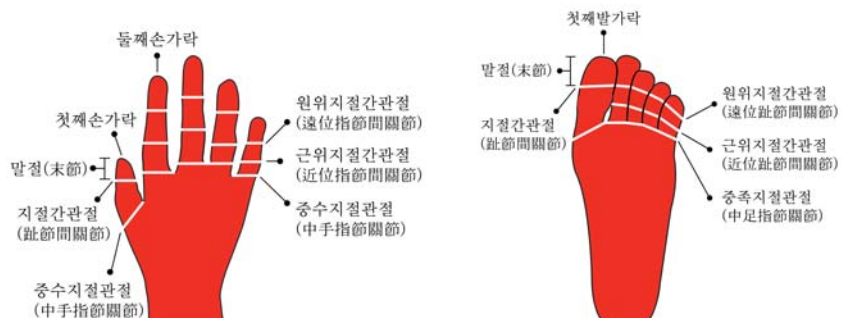 둘째손가락
첫째손가락
말절(末節)
지절간관절
(趾節間關節)
중수지절관절
(中手指節關節)
원위지절간관절
(遠位指節間關節)
근위지절간관절
(近位指節間關節)
중수지절관절
(中手指節關節)
첫째발가락
말절(末節)
지절간관절
(趾節間關節)
원위지절간관절
(遠位趾節間關節)
근위지절간관절
(近位趾節間關節)
중족지절관절
(中足指節關節)